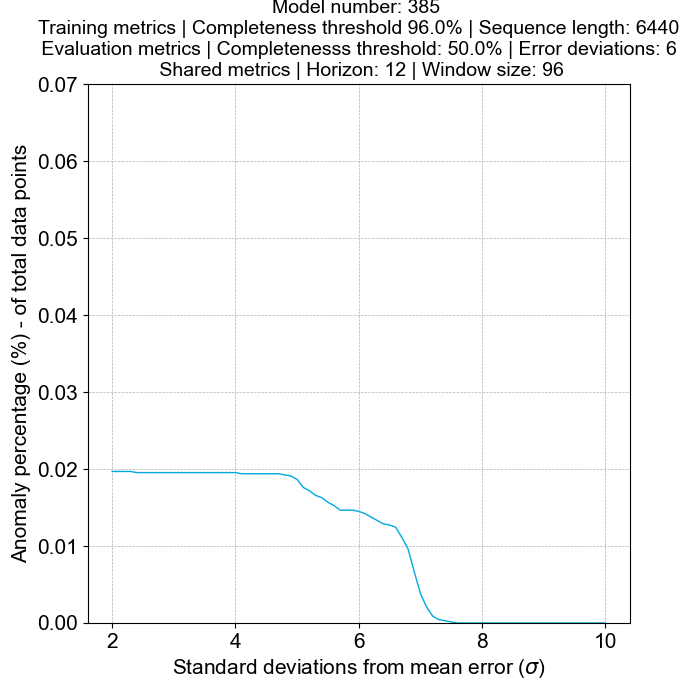 Model number: 385
Training metrics | Completeness threshold 96.0% | Sequence length: 6440
Evaluation metrics | Completenesss threshold: 50.0% | Error deviations: 6
Shared metrics | Horizon: 12 | Window size: 96
Anomaly percentage (%) - of total data points
0.07
0.06
0.05
0.04
0.03
0.02
0.01
0.00
2 4 6 8 10
Standard deviations from mean error (σ)